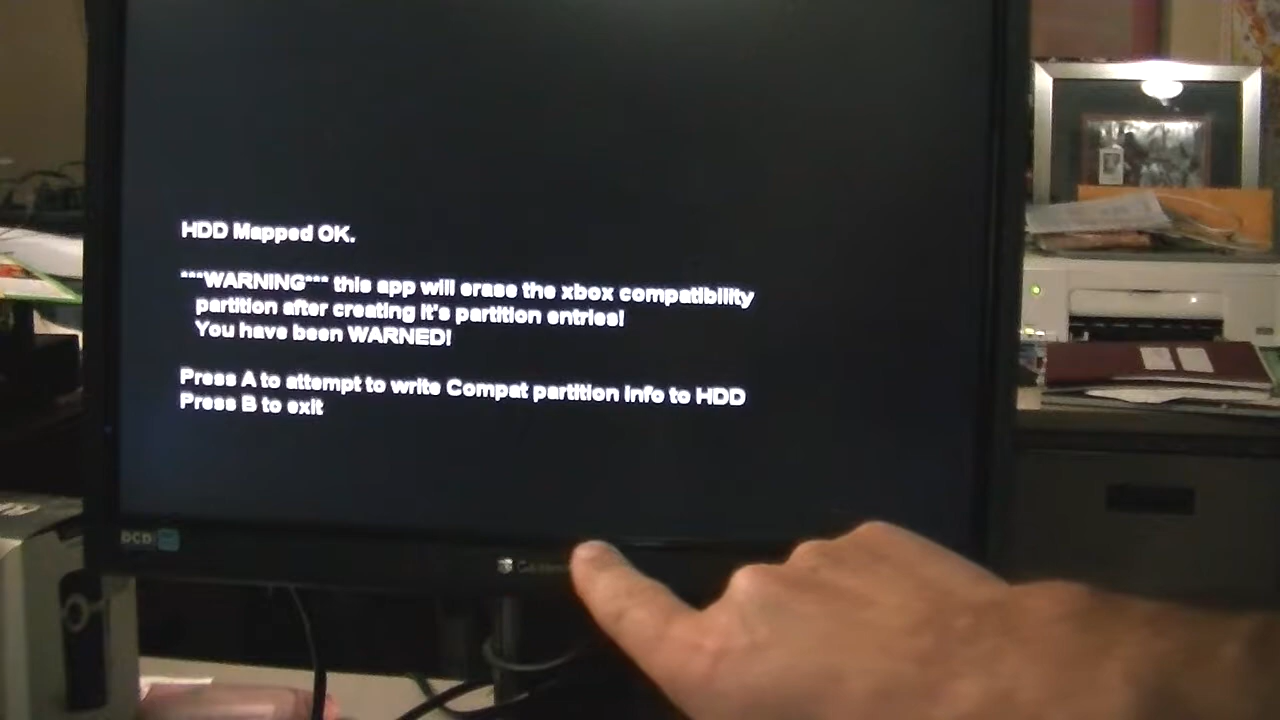 HDD Mapped OK.
***WARNING*** this app will erase the xbox compatibility
partition after creating it's partition entries!
You have been WARNED!
Press A to attempt to write Compat partition info to HDD
Press B to exit
DCD